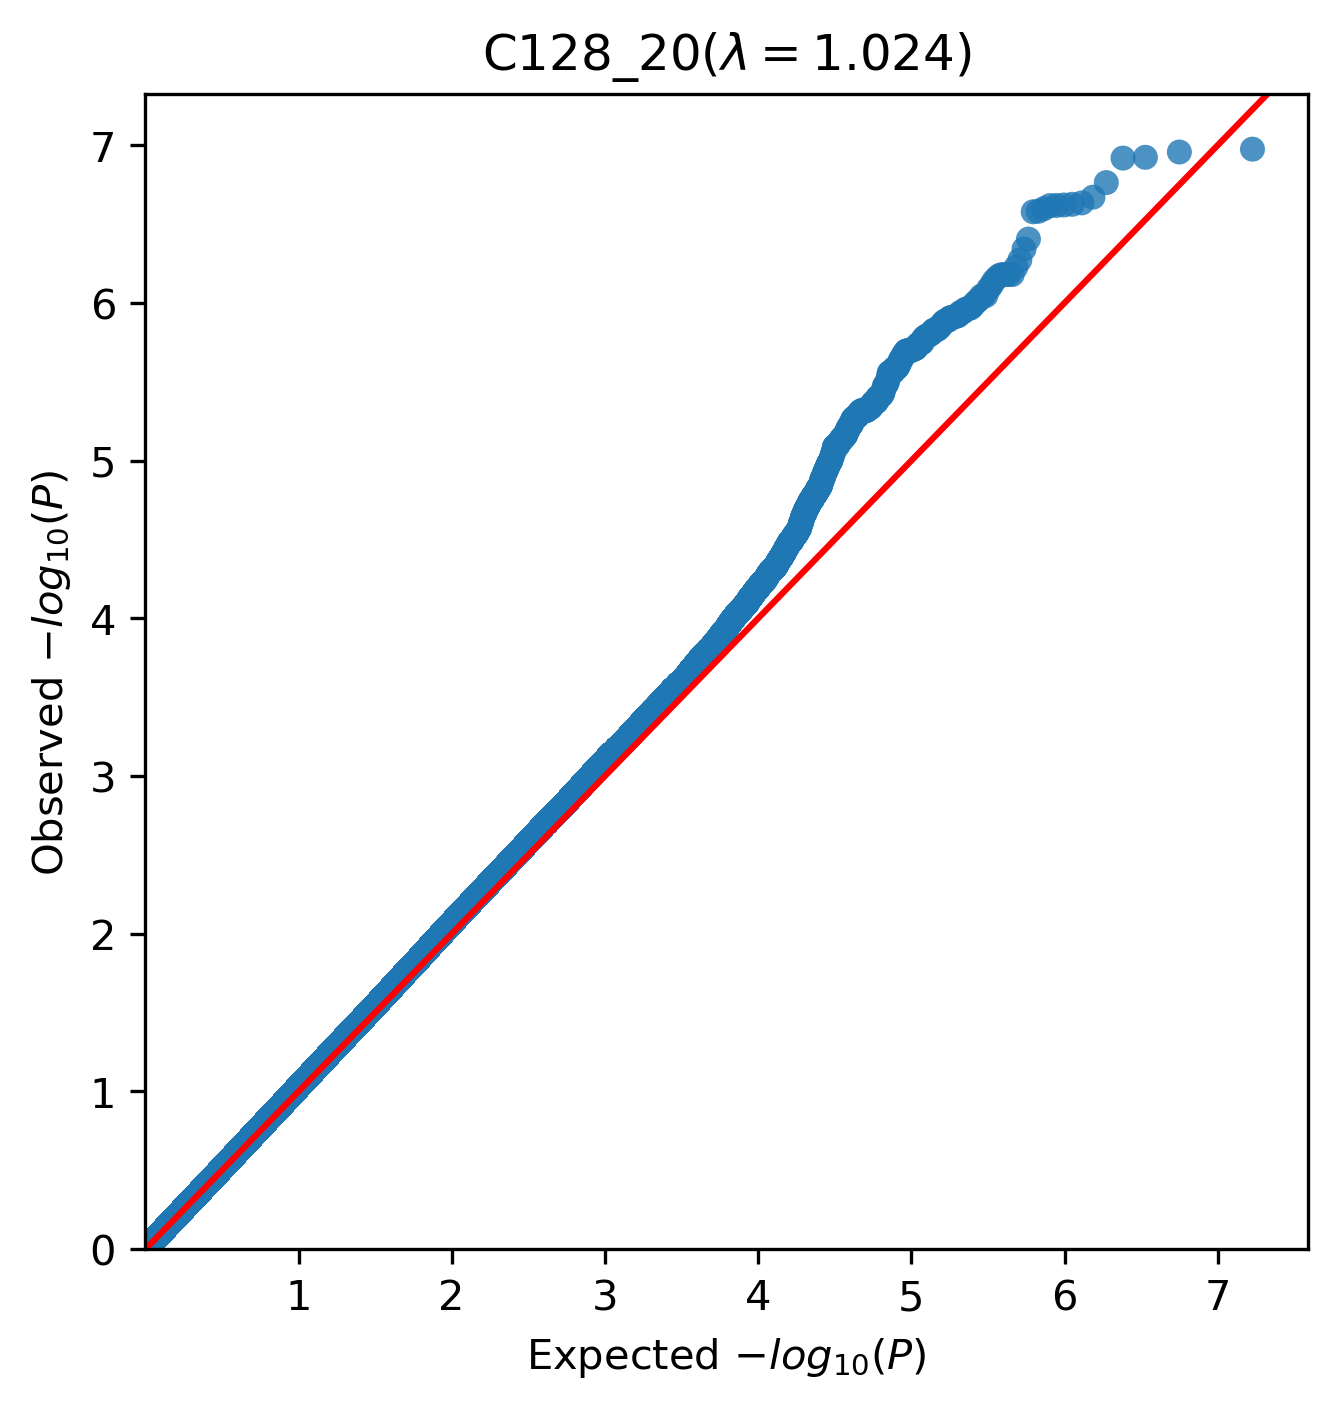 C128_20(λ = 1.024)
Observed −log₁₀(P)
7
6
5
4
3
2
1
0
1 2 3 4 5 6 7
Expected −log₁₀(P)